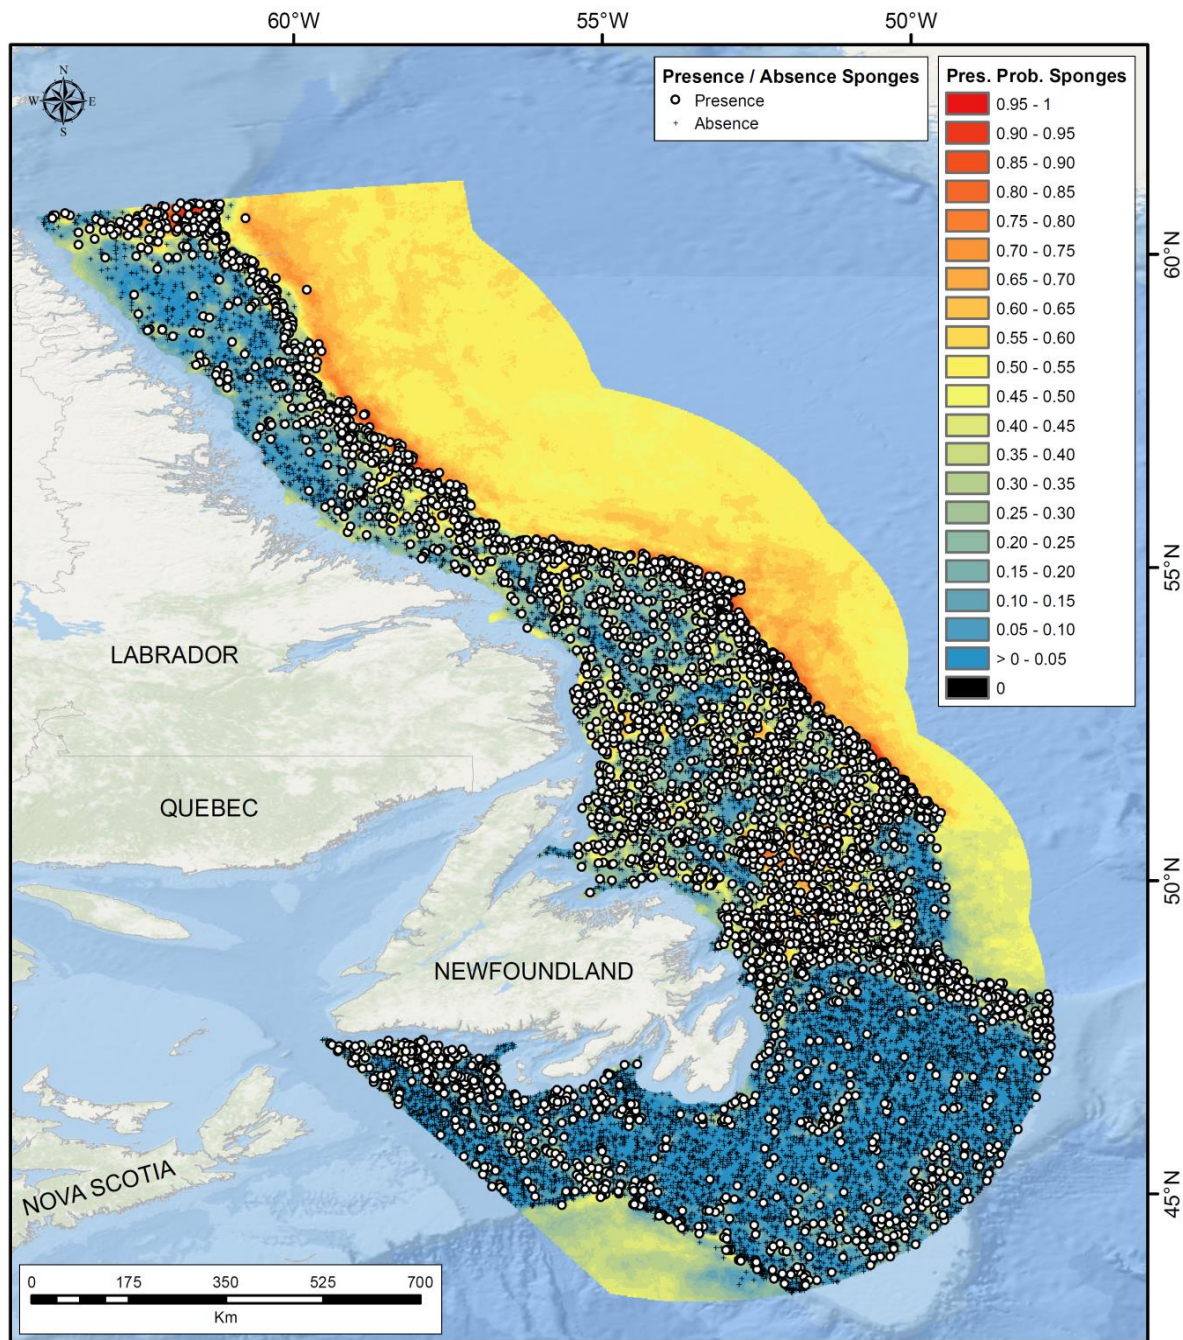 60°W 55°W 50°W
N
W E
S
Presence / Absence Sponges
Presence
Absence
Pres. Prob. Sponges
0.95 - 1
0.90 - 0.95
0.85 - 0.90
0.80 - 0.85
0.75 - 0.80
0.70 - 0.75
0.65 - 0.70
0.60 - 0.65
0.55 - 0.60
0.50 - 0.55
0.45 - 0.50
0.40 - 0.45
0.35 - 0.40
0.30 - 0.35
0.25 - 0.30
0.20 - 0.25
0.15 - 0.20
0.10 - 0.15
0.05 - 0.10
> 0 - 0.05
0
60°N
55°N
50°N
45°N
LABRADOR
QUEBEC
NEWFOUNDLAND
NOVA SCOTIA
0 175 350 525 700
Km